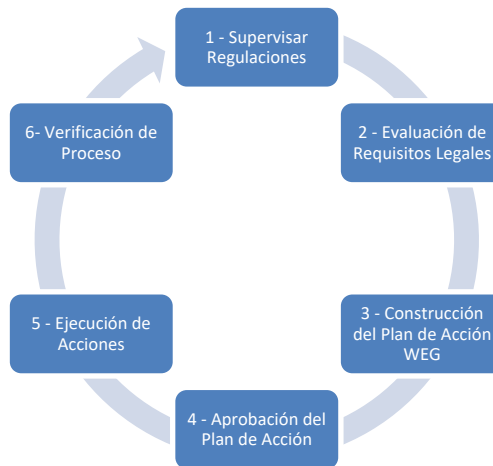 1 - Supervisar
Regulaciones
2 - Evaluación de
Requisitos Legales
3 - Construcción
del Plan de Acción
WEG
4 - Aprobación del
Plan de Acción
5 - Ejecución de
Acciones
6- Verificación de
Proceso